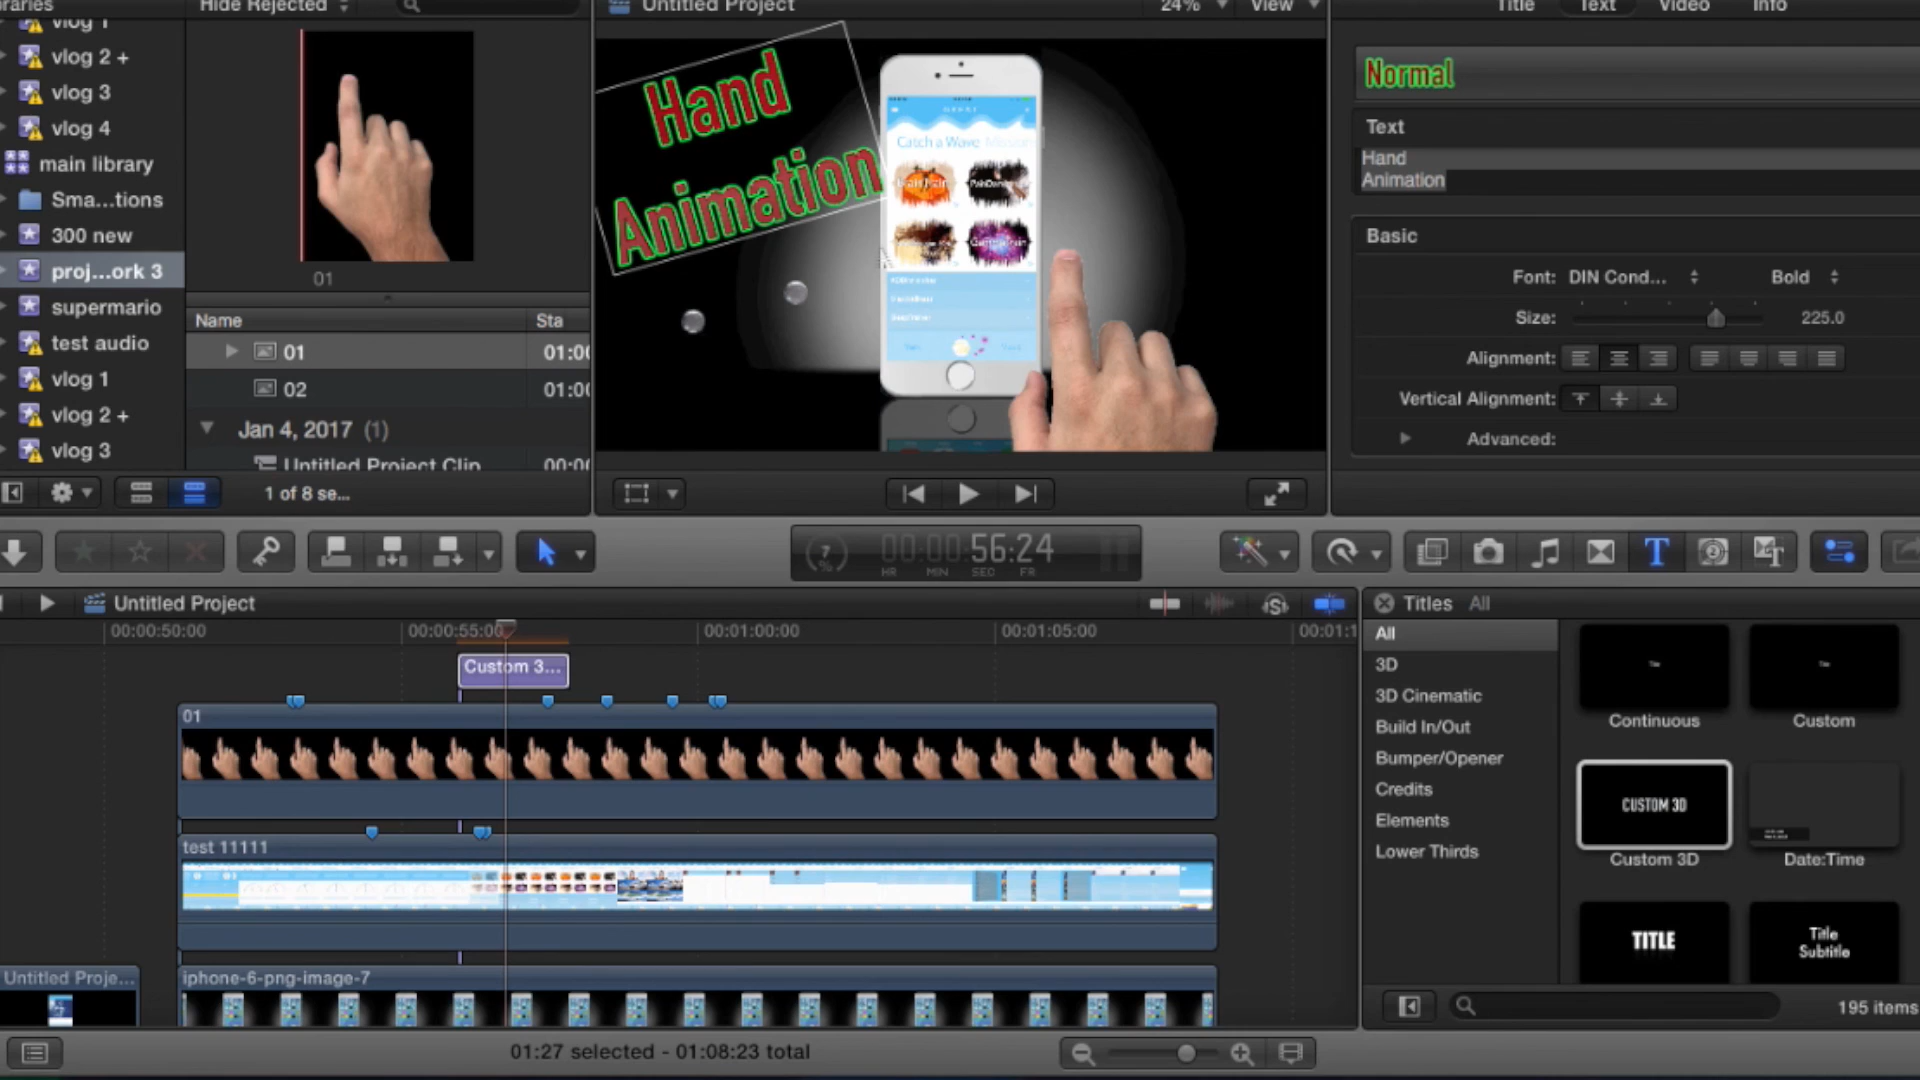 Hide Rejected
Untitled Project
24%
View
Title
Text
Video
Info
vlog 1
vlog 2 +
vlog 3
vlog 4
main library
Sma...tions
300 new
proj...ork 3
supermario
test audio
vlog 1
vlog 2 +
vlog 3
01
Name
Sta
01
01:00
02
01:00
Jan 4, 2017 (1)
Untitled Project Clip
00:00
1 of 8 se...
Hand
Animation
Catch a Wave
Normal
Text
Hand
Animation
Basic
Font:
DIN Cond...
Bold
Size:
225.0
Alignment:
Vertical Alignment:
Advanced:
7
%
00:00:56:24
HR
MIN
SEC
FR
Untitled Project
00:00:50:00
00:00:55:00
00:01:00:00
00:01:05:00
00:01:1
Custom 3...
01
test 11111
iphone-6-png-image-7
Untitled Proje...
Titles
All
All
3D
3D Cinematic
Build In/Out
Bumper/Opener
Credits
Elements
Lower Thirds
Continuous
Custom
CUSTOM 3D
Custom 3D
Date:Time
TITLE
Title
Subtitle
195 items
01:27 selected - 01:08:23 total